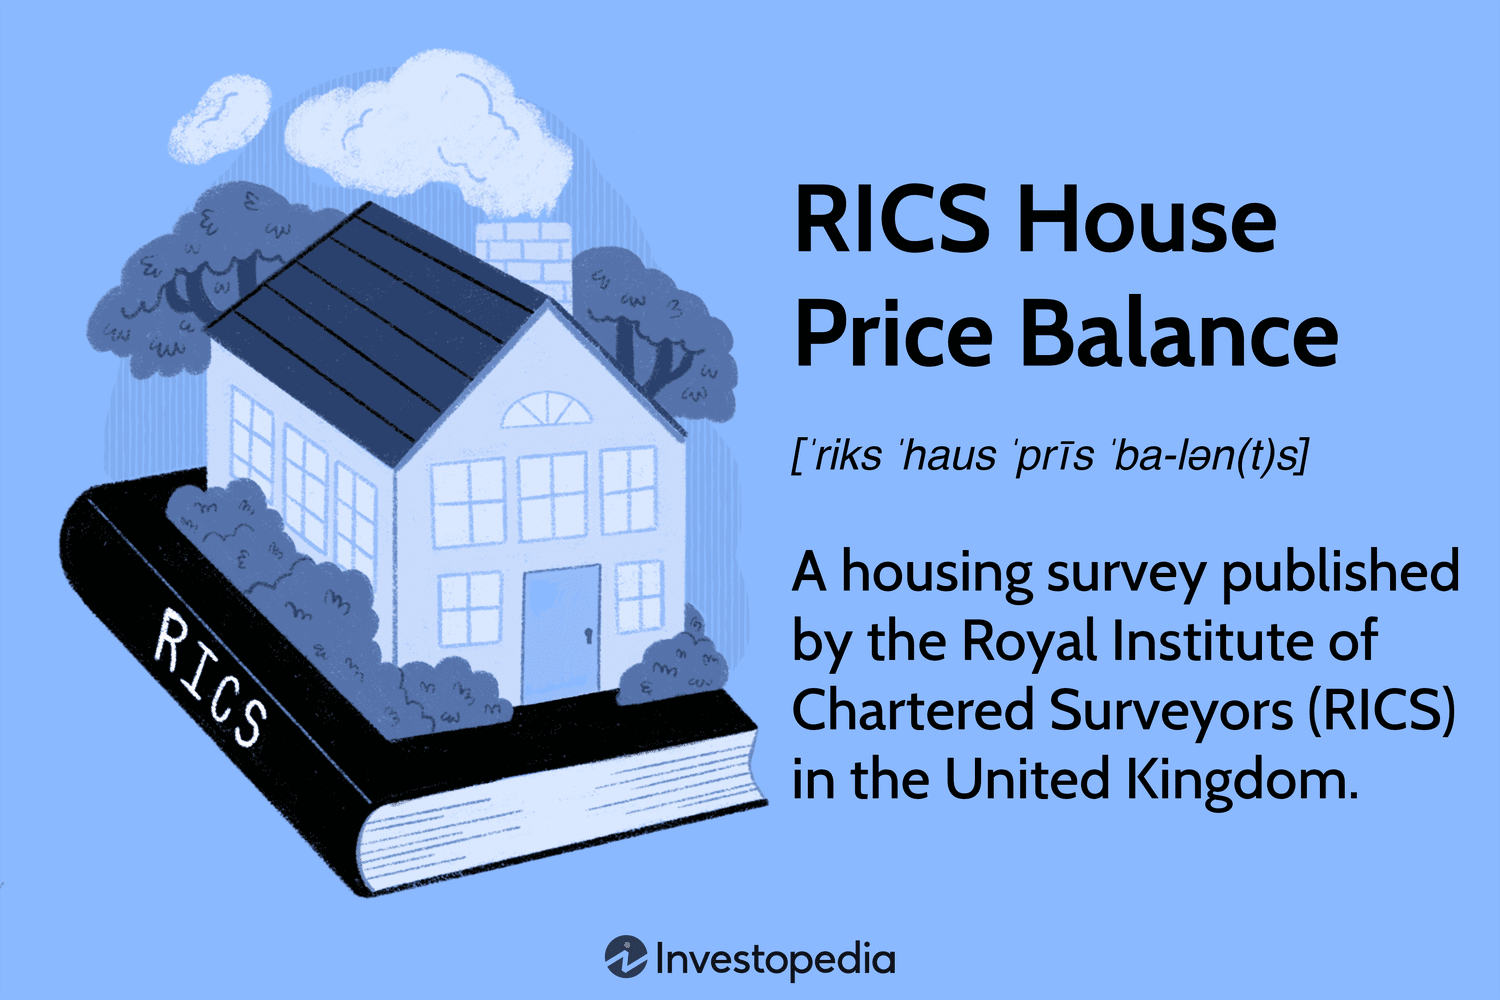 RICS House
Price Balance
[ˈriks ˈhaus ˈprīs ˈba-lən(t)s]
A housing survey published
by the Royal Institute of
Chartered Surveyors (RICS)
in the United Kingdom.
RICS
Investopedia